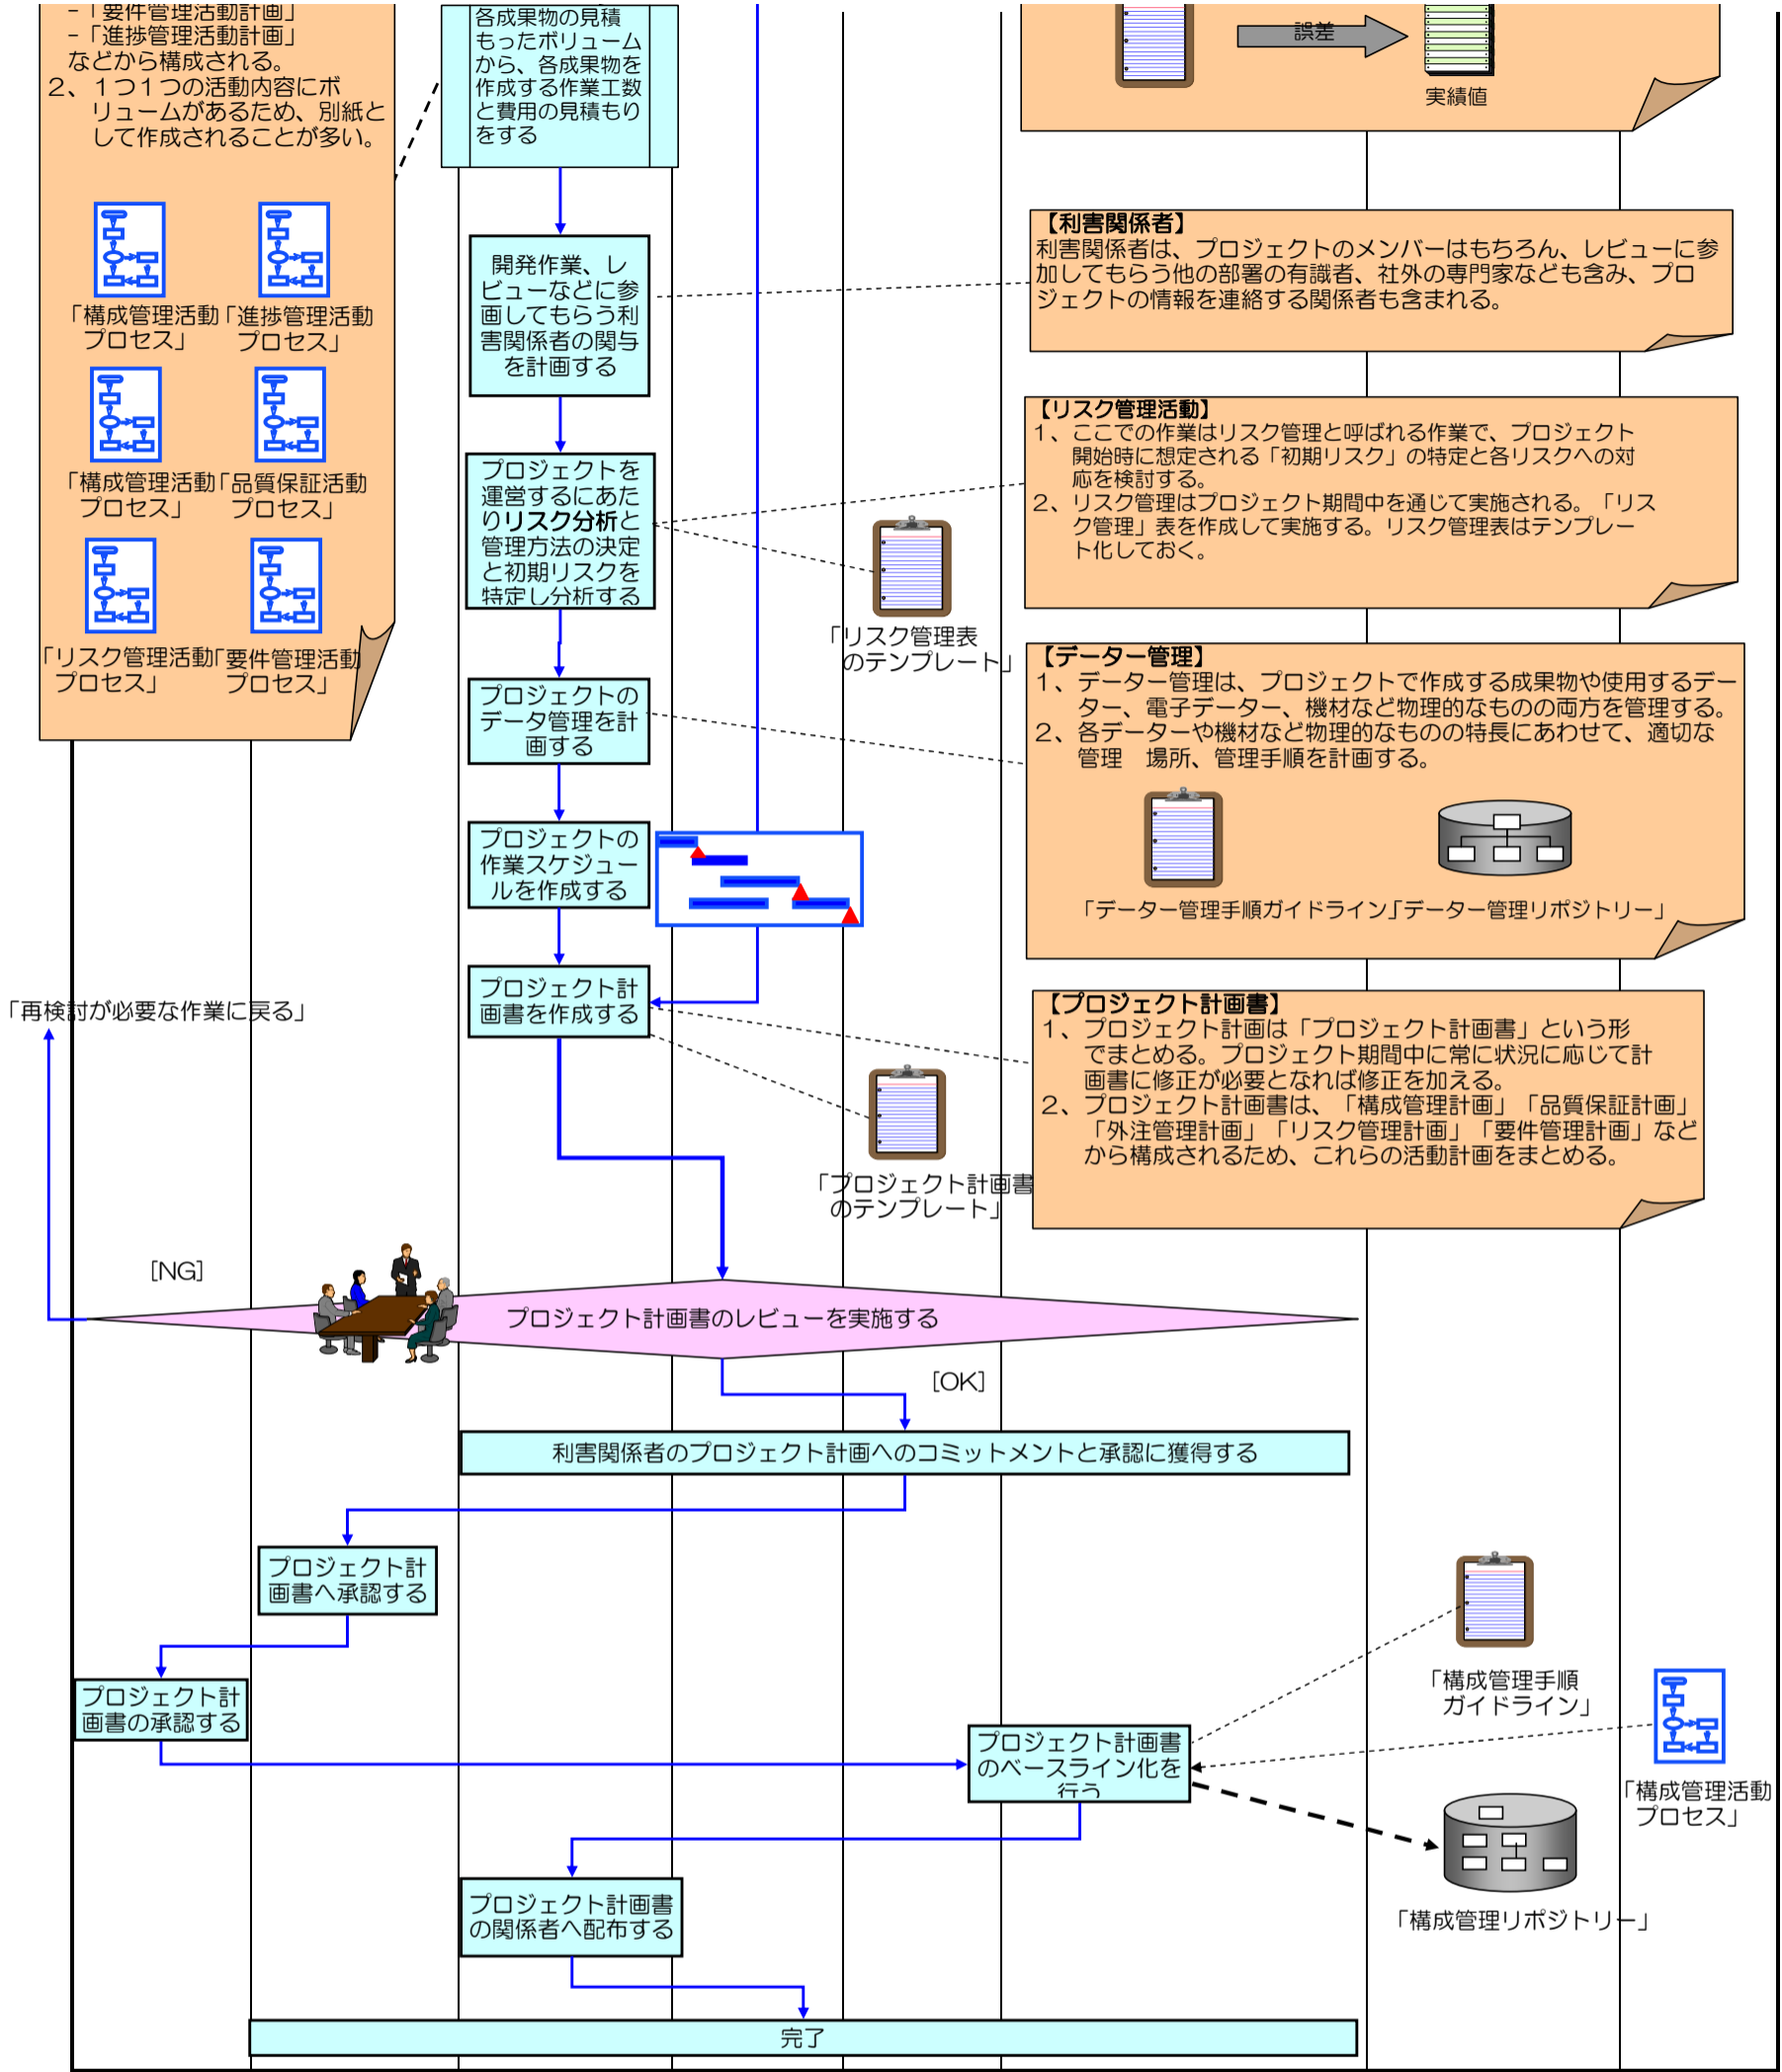 -「要件管理活動計画」
-「進捗管理活動計画」
などから構成される。
2、1つ1つの活動内容にボ
リュームがあるため、別紙と
して作成されることが多い。
「構成管理活動
プロセス」
「進捗管理活動
プロセス」
「構成管理活動
プロセス」
「品質保証活動
プロセス」
「リスク管理活動
プロセス」
「要件管理活動
プロセス」
各成果物の見積
もったボリューム
から、各成果物を
作成する作業工数
と費用の見積もり
をする
誤差
実績値
開発作業、レ
ビューなどに参
画してもらう利
害関係者の関与
を計画する
【利害関係者】
利害関係者は、プロジェクトのメンバーはもちろん、レビューに参
加してもらう他の部署の有識者、社外の専門家なども含み、プロ
ジェクトの情報を連絡する関係者も含まれる。
プロジェクトを
運営するにあた
りリスク分析と
管理方法の決定
と初期リスクを
特定し分析する
「リスク管理表
のテンプレート」
【リスク管理活動】
1、ここでの作業はリスク管理と呼ばれる作業で、プロジェクト
開始時に想定される「初期リスク」の特定と各リスクへの対
応を検討する。
2、リスク管理はプロジェクト期間中を通じて実施される。「リス
ク管理」表を作成して実施する。リスク管理表はテンプレー
ト化しておく。
プロジェクトの
データ管理を計
画する
【データー管理】
1、データー管理は、プロジェクトで作成する成果物や使用するデー
ター、電子データー、機材など物理的なものの両方を管理する。
2、各データーや機材など物理的なものの特長にあわせて、適切な
管理　場所、管理手順を計画する。
「データー管理手順ガイドライン」
「データー管理リポジトリー」
プロジェクトの
作業スケジュー
ルを作成する
プロジェクト計
画書を作成する
「再検討が必要な作業に戻る」
「プロジェクト計画書
のテンプレート」
【プロジェクト計画書】
1、プロジェクト計画は「プロジェクト計画書」という形
でまとめる。プロジェクト期間中に常に状況に応じて計
画書に修正が必要となれば修正を加える。
2、プロジェクト計画書は、「構成管理計画」「品質保証計画」
「外注管理計画」「リスク管理計画」「要件管理計画」など
から構成されるため、これらの活動計画をまとめる。
[NG]
プロジェクト計画書のレビューを実施する
[OK]
利害関係者のプロジェクト計画へのコミットメントと承認に獲得する
プロジェクト計
画書へ承認する
プロジェクト計
画書の承認する
プロジェクト計画書
のベースライン化を
行う
「構成管理手順
ガイドライン」
「構成管理活動
プロセス」
「構成管理リポジトリー」
プロジェクト計画書
の関係者へ配布する
完了